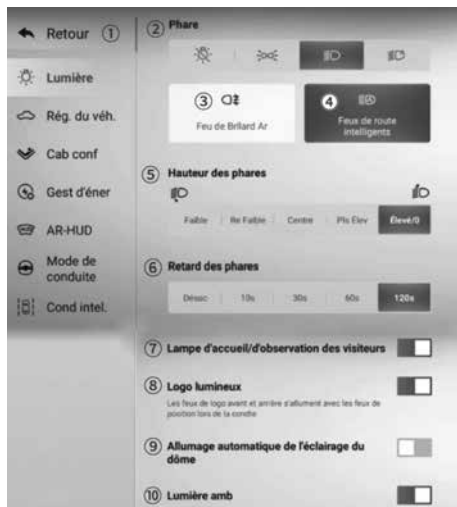 Retour ①
Lumière
Rég. du véh.
Cab conf
Gest d'éner
AR-HUD
Mode de
conduite
Cond intel.
② Phare
③
Feu de Brillard Ar
④
Feux de route
intelligents
⑤ Hauteur des phares
Faible Re Faible Centre Pls Élev Élevé/0
⑥ Retard des phares
Désac 10s 30s 60s 120s
⑦ Lampe d'accueil/d'observation des visiteurs
⑧ Logo lumineux
Les feux de logo avant et arrière s'allument avec les feux de
position lors de la condte
⑨ Allumage automatique de l'éclairage du
dôme
⑩ Lumière amb